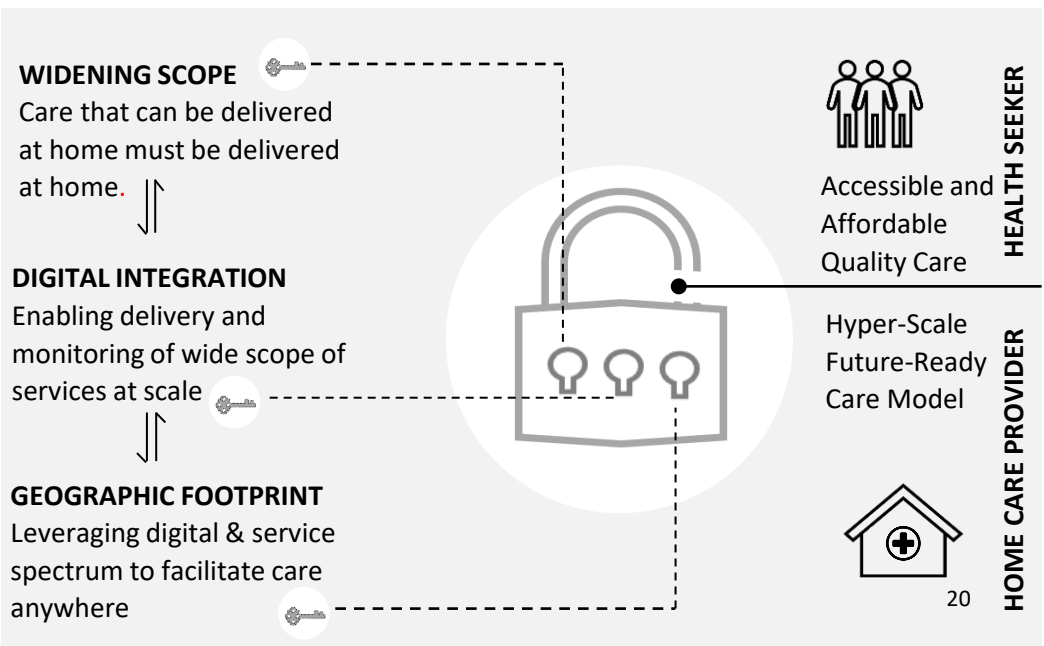 WIDENING SCOPE
Care that can be delivered
at home must be delivered
at home.
DIGITAL INTEGRATION
Enabling delivery and
monitoring of wide scope of
services at scale
GEOGRAPHIC FOOTPRINT
Leveraging digital & service
spectrum to facilitate care
anywhere
Accessible and
Affordable
Quality Care
HEALTH SEEKER
Hyper-Scale
Future-Ready
Care Model
HOME CARE PROVIDER
20